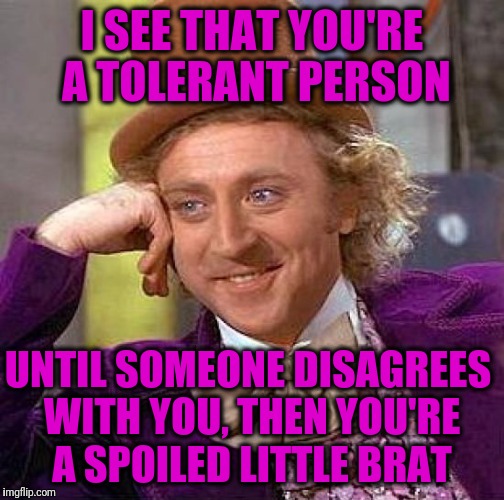 I SEE THAT YOU'RE
A TOLERANT PERSON
UNTIL SOMEONE DISAGREES
WITH YOU, THEN YOU'RE
A SPOILED LITTLE BRAT
imgflip.com